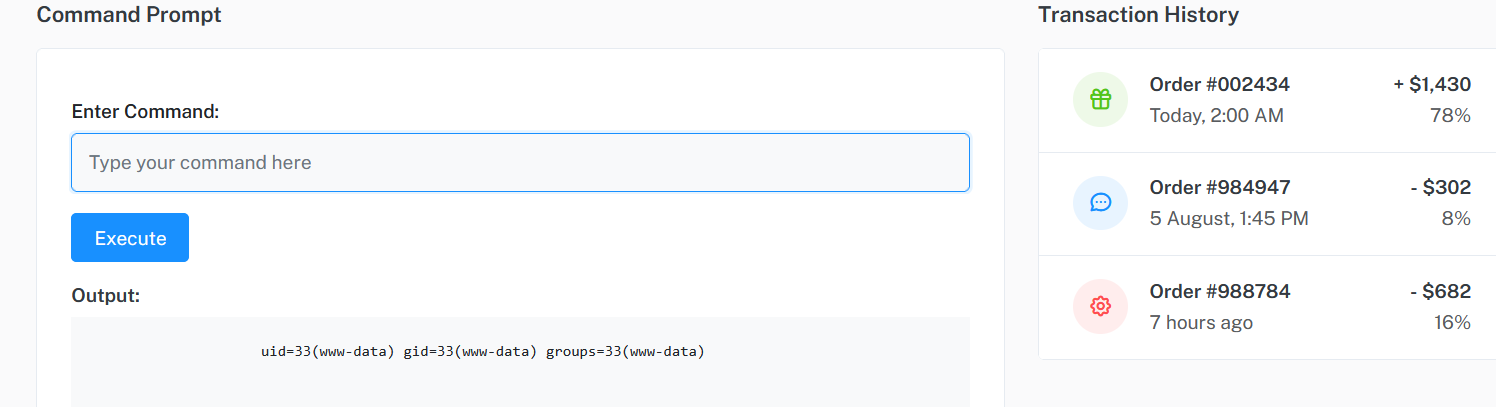 Command Prompt
Enter Command:
Type your command here
Execute
Output:
uid=33(www-data) gid=33(www-data) groups=33(www-data)
Transaction History
Order #002434 + $1,430
Today, 2:00 AM 78%
Order #984947 - $302
5 August, 1:45 PM 8%
Order #988784 - $682
7 hours ago 16%